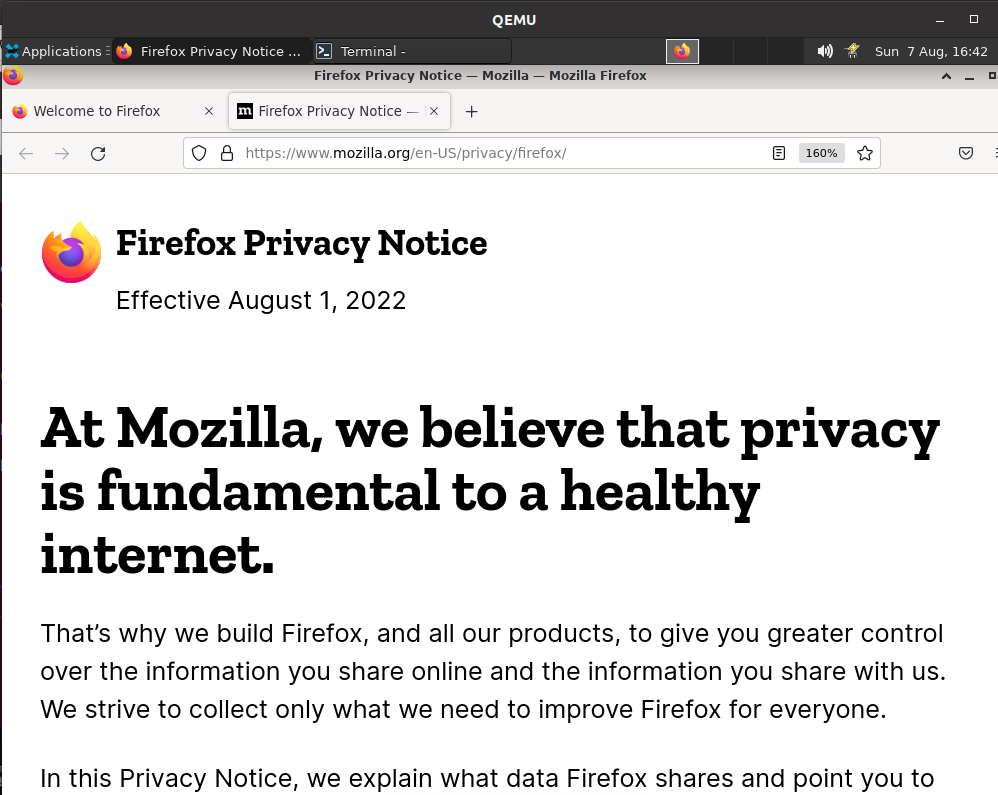 QEMU
Applications
Firefox Privacy Notice ...
Terminal -
Sun 7 Aug, 16:42
Firefox Privacy Notice — Mozilla — Mozilla Firefox
Welcome to Firefox
Firefox Privacy Notice —
https://www.mozilla.org/en-US/privacy/firefox/
160%
Firefox Privacy Notice
Effective August 1, 2022
At Mozilla, we believe that privacy
is fundamental to a healthy
internet.
That’s why we build Firefox, and all our products, to give you greater control
over the information you share online and the information you share with us.
We strive to collect only what we need to improve Firefox for everyone.
In this Privacy Notice, we explain what data Firefox shares and point you to